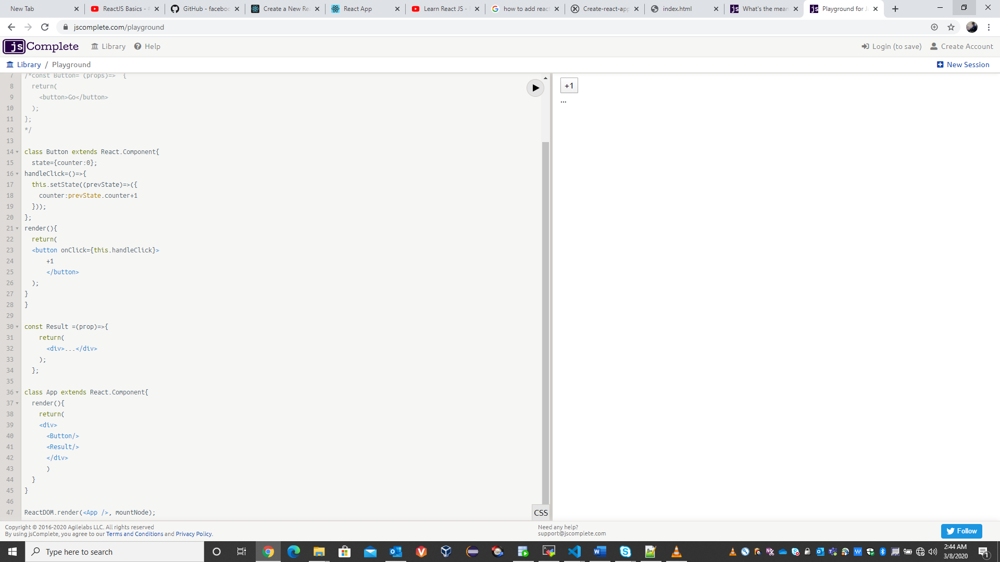 New Tab
ReactJS Basics - #
GitHub - faceboo
Create a New Rea
React App
Learn React JS -
how to add react
Create-react-app
index.html
What's the mean
Playground for Ja
jscomplete.com/playground
jsComplete
Library
Help
Login (to save)
Create Account
Library / Playground
New Session
7 /*const Button= (props)=>  {
8   return(
9     <button>Go</button>
10   );
11 };
12 */
13
14 class Button extends React.Component{
15   state={counter:0};
16 handleClick=()=>{
17   this.setState((prevState)=>({
18     counter:prevState.counter+1
19   }));
20 };
21 render(){
22   return(
23   <button onClick={this.handleClick}>
24       +1
25       </button>
26   );
27 }
28 }
29
30 const Result =(prop)=>{
31     return(
32       <div>...</div>
33     );
34   };
35
36 class App extends React.Component{
37   render(){
38     return(
39     <div>
40       <Button/>
41       <Result/>
42       </div>
43       )
44   }
45 }
46
47 ReactDOM.render(<App />, mountNode);
CSS
+1
...
Copyright © 2016-2020 Agilelabs LLC. All rights reserved
By using jsComplete, you agree to our Terms and Conditions and Privacy Policy.
Need any help?
support@jscomplete.com
Follow
Type here to search
2:44 AM
3/8/2020
1